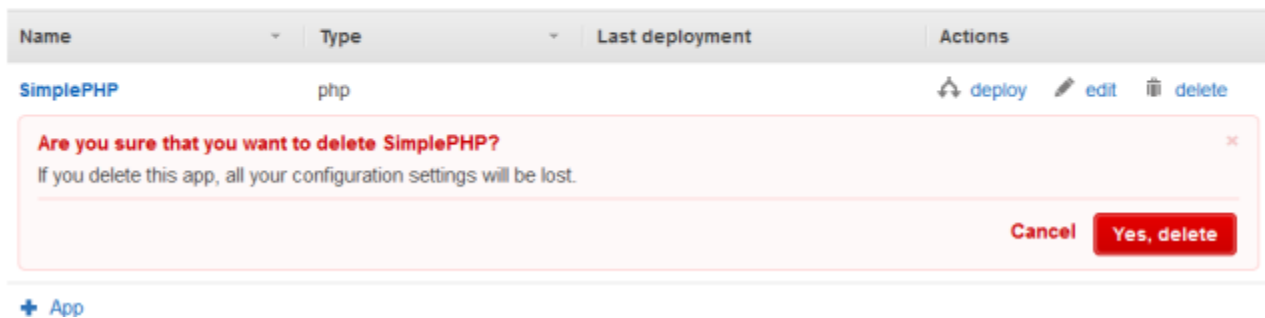 Name Type Last deployment Actions
SimplePHP php deploy edit delete
Are you sure that you want to delete SimplePHP?
If you delete this app, all your configuration settings will be lost.
Cancel Yes, delete
App